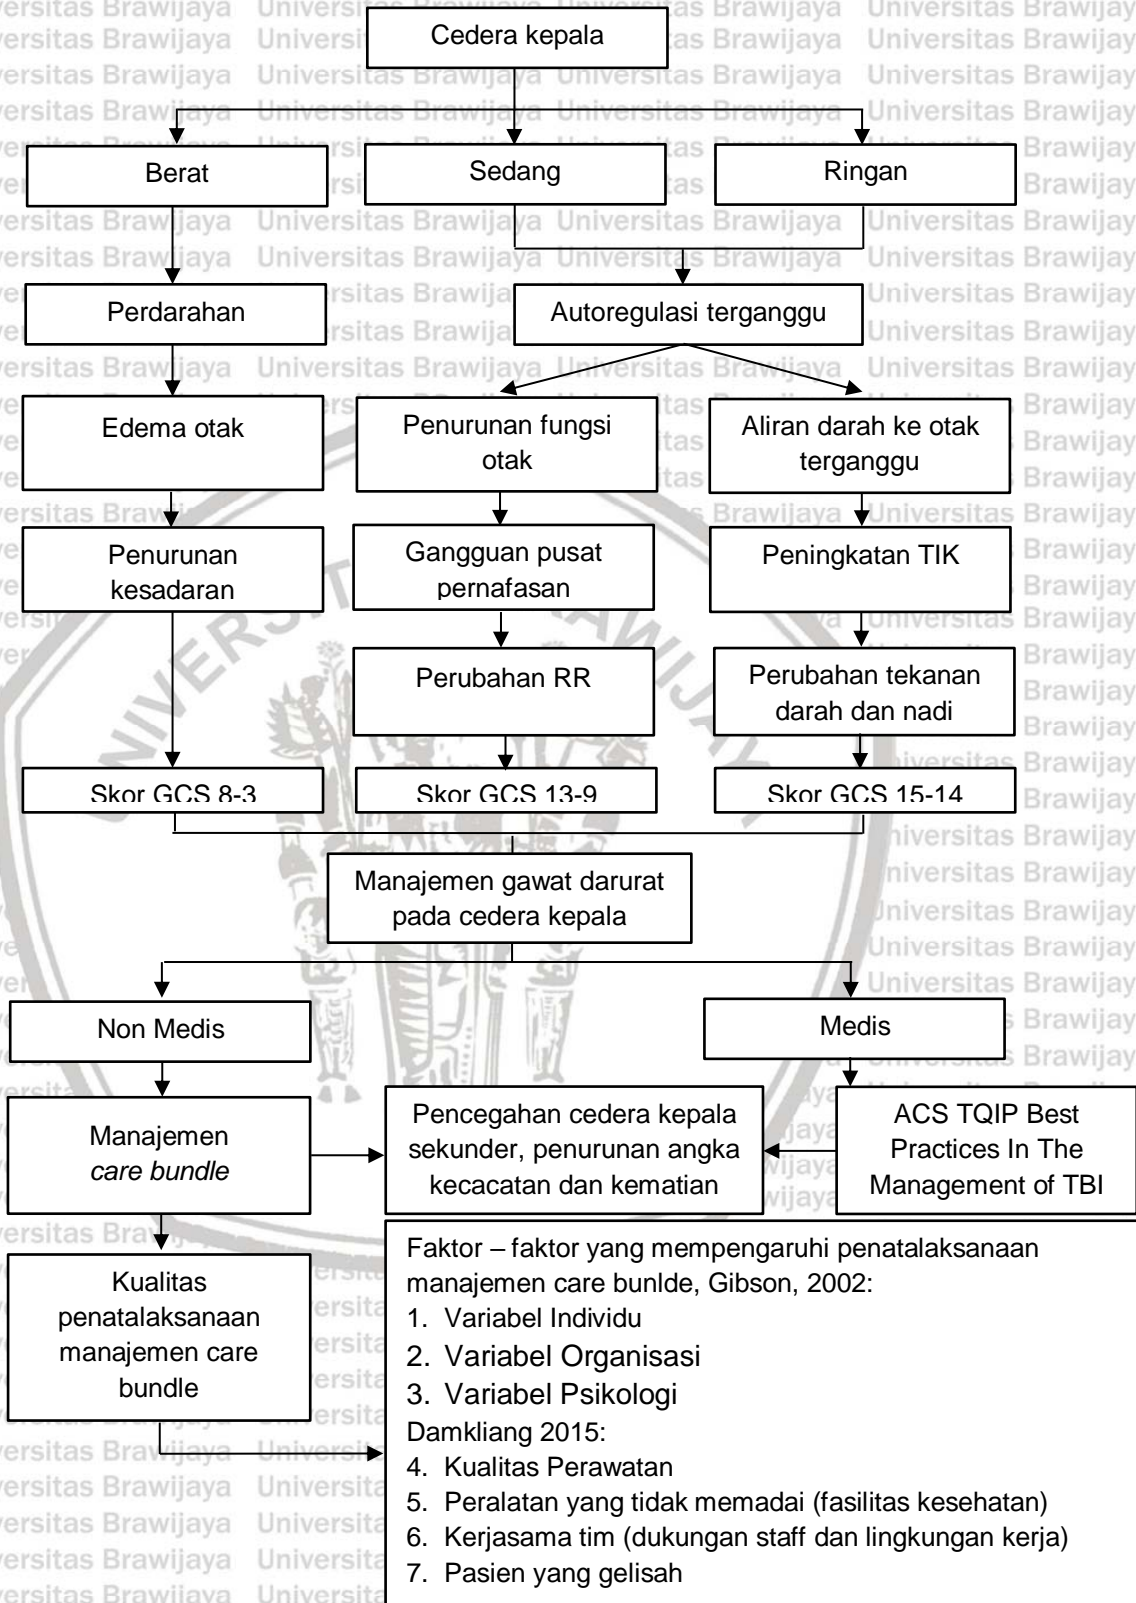 Cedera kepala
Berat
Sedang
Ringan
Perdarahan
Autoregulasi terganggu
Edema otak
Penurunan fungsi
otak
Aliran darah ke otak
terganggu
Penurunan
kesadaran
Gangguan pusat
pernafasan
Peningkatan TIK
Perubahan RR
Perubahan tekanan
darah dan nadi
Skor GCS 8-3
Skor GCS 13-9
Skor GCS 15-14
Manajemen gawat darurat
pada cedera kepala
Non Medis
Medis
Manajemen
care bundle
Pencegahan cedera kepala
sekunder, penurunan angka
kecacatan dan kematian
ACS TQIP Best
Practices In The
Management of TBI
Kualitas
penatalaksanaan
manajemen care
bundle
Faktor – faktor yang mempengaruhi penatalaksanaan
manajemen care bunlde, Gibson, 2002:
1. Variabel Individu
2. Variabel Organisasi
3. Variabel Psikologi
Damkliang 2015:
4. Kualitas Perawatan
5. Peralatan yang tidak memadai (fasilitas kesehatan)
6. Kerjasama tim (dukungan staff dan lingkungan kerja)
7. Pasien yang gelisah